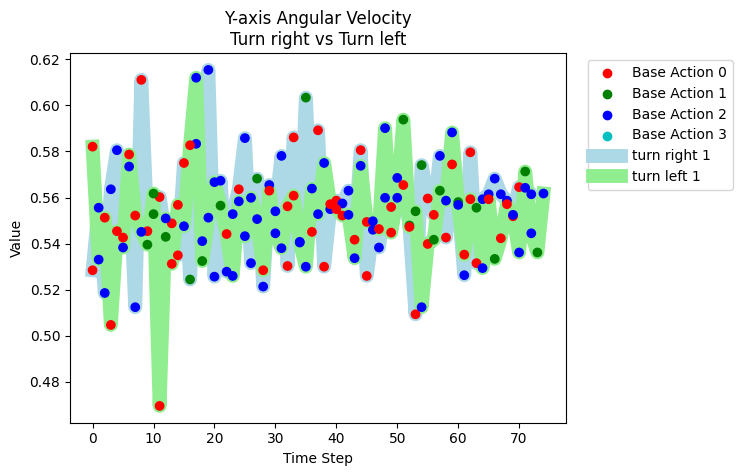 Y-axis Angular Velocity
Turn right vs Turn left
Value
0.62
0.60
0.58
0.56
0.54
0.52
0.50
0.48
0
10
20
30
40
50
60
70
Time Step
Base Action 0
Base Action 1
Base Action 2
Base Action 3
turn right 1
turn left 1